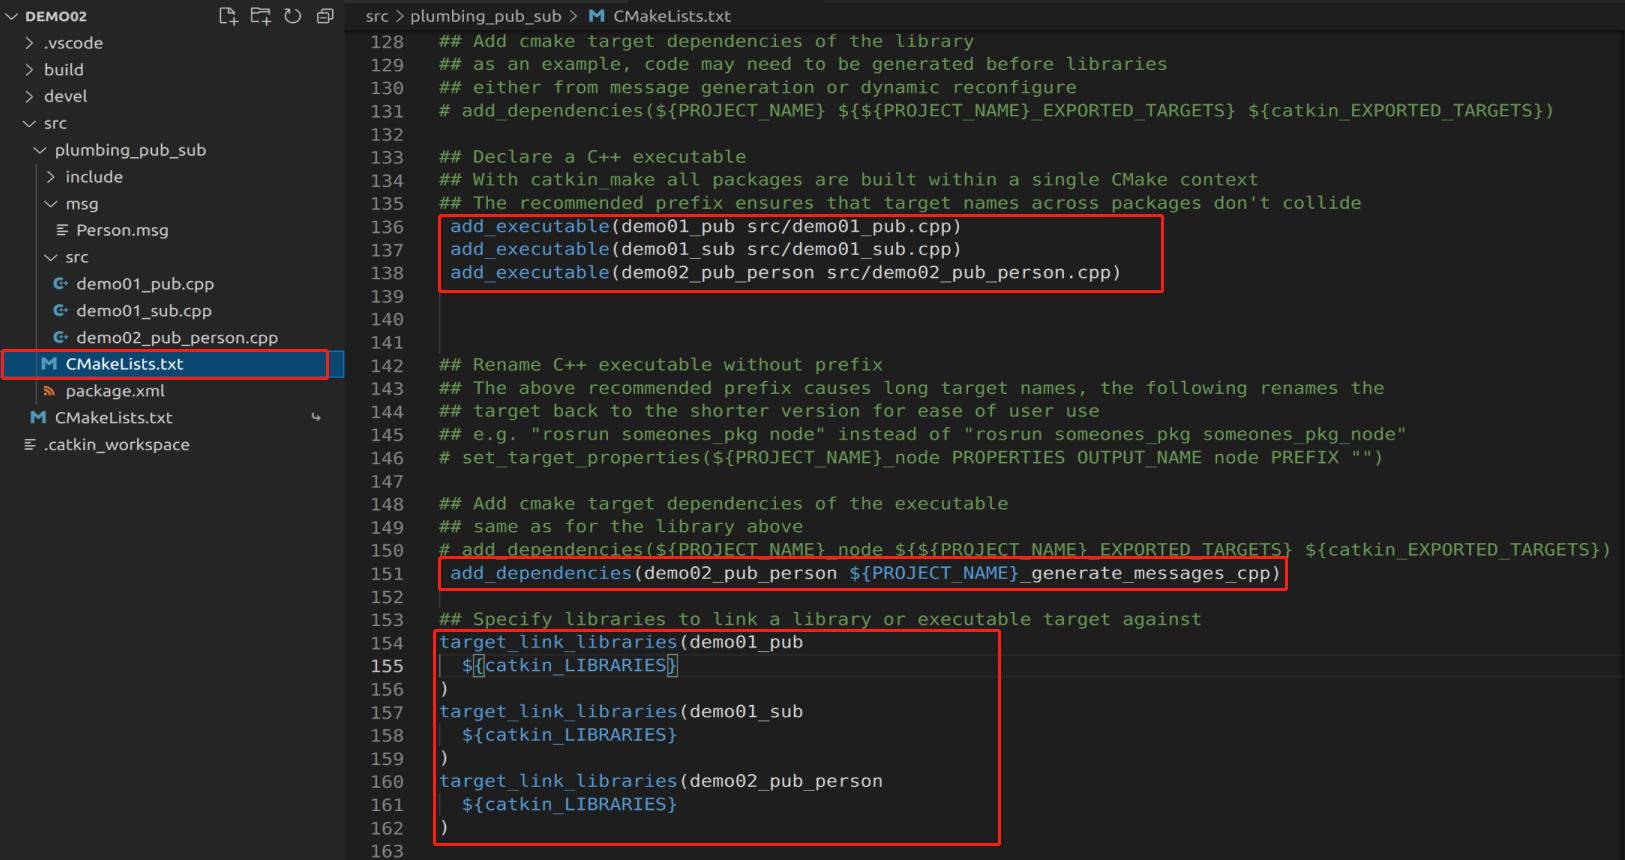 DEMO02
.vscode
build
devel
src
plumbing_pub_sub
include
msg
Person.msg
src
demo01_pub.cpp
demo01_sub.cpp
demo02_pub_person.cpp
M CMakeLists.txt
package.xml
M CMakeLists.txt
.catkin_workspace
src > plumbing_pub_sub > M CMakeLists.txt
128 ## Add cmake target dependencies of the library
129 ## as an example, code may need to be generated before libraries
130 ## either from message generation or dynamic reconfigure
131 # add_dependencies(${PROJECT_NAME} ${${PROJECT_NAME}_EXPORTED_TARGETS} ${catkin_EXPORTED_TARGETS})
132
133 ## Declare a C++ executable
134 ## With catkin_make all packages are built within a single CMake context
135 ## The recommended prefix ensures that target names across packages don't collide
136 add_executable(demo01_pub src/demo01_pub.cpp)
137 add_executable(demo01_sub src/demo01_sub.cpp)
138 add_executable(demo02_pub_person src/demo02_pub_person.cpp)
139
140
141
142 ## Rename C++ executable without prefix
143 ## The above recommended prefix causes long target names, the following renames the
144 ## target back to the shorter version for ease of user use
145 ## e.g. "rosrun someones_pkg node" instead of "rosrun someones_pkg someones_pkg_node"
146 # set_target_properties(${PROJECT_NAME}_node PROPERTIES OUTPUT_NAME node PREFIX "")
147
148 ## Add cmake target dependencies of the executable
149 ## same as for the library above
150 # add_dependencies(${PROJECT_NAME}_node ${${PROJECT_NAME}_EXPORTED_TARGETS} ${catkin_EXPORTED_TARGETS})
151 add_dependencies(demo02_pub_person ${PROJECT_NAME}_generate_messages_cpp)
152
153 ## Specify libraries to link a library or executable target against
154 target_link_libraries(demo01_pub
155 ${catkin_LIBRARIES}
156 )
157 target_link_libraries(demo01_sub
158 ${catkin_LIBRARIES}
159 )
160 target_link_libraries(demo02_pub_person
161 ${catkin_LIBRARIES}
162 )
163